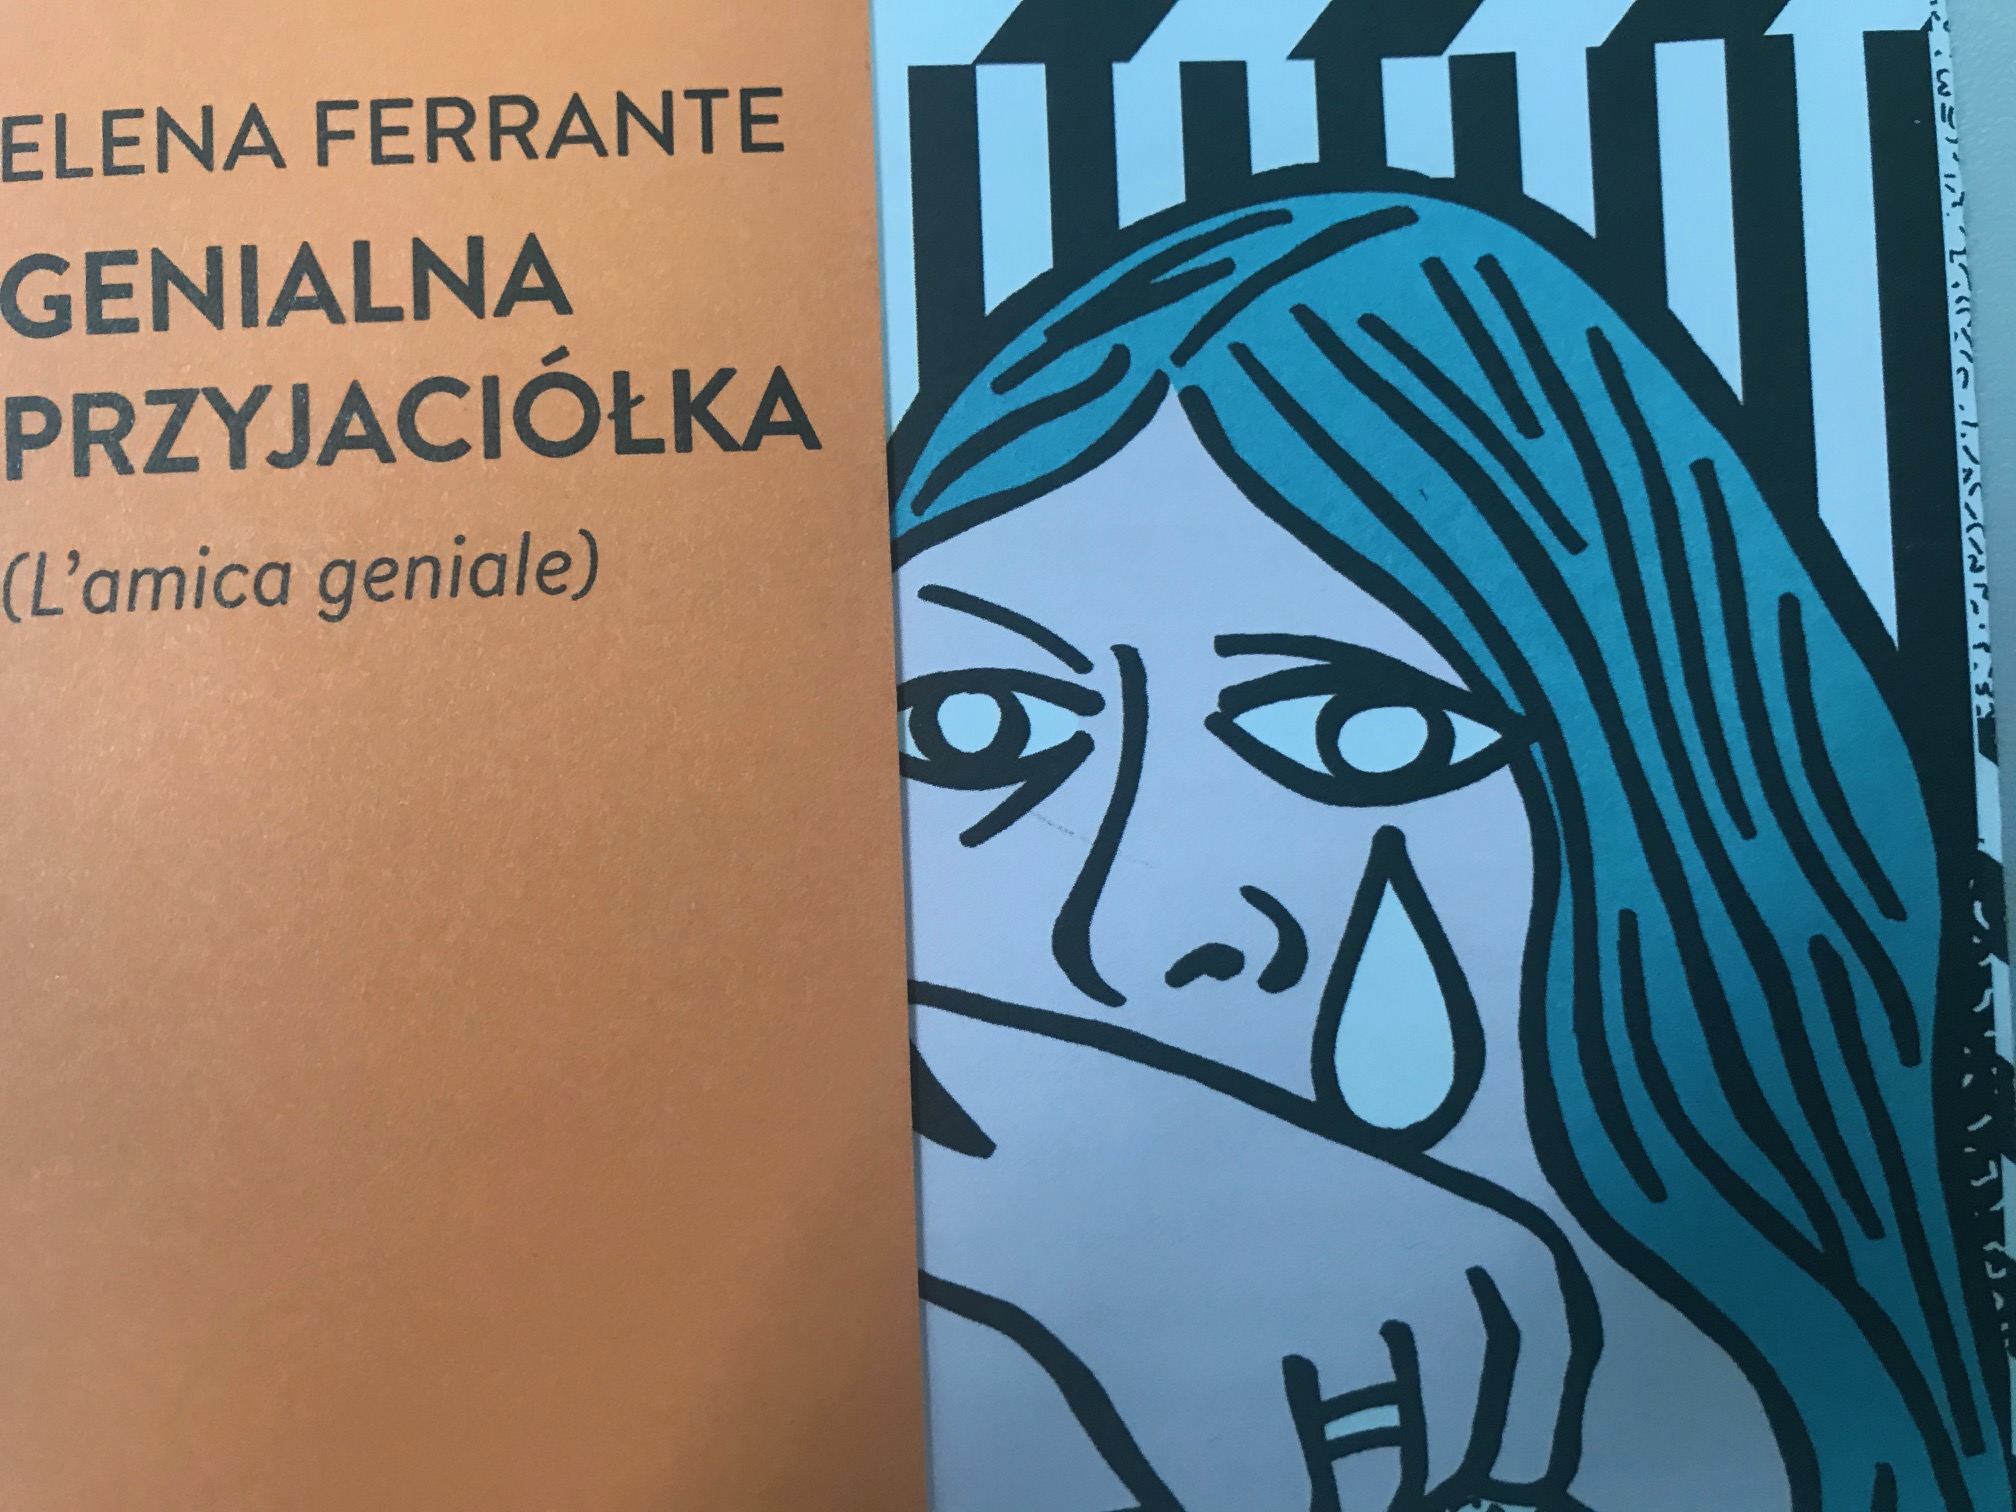 ELENA FERRANTE
GENIALNA
PRZYJACIÓŁKA
(L'amica geniale)